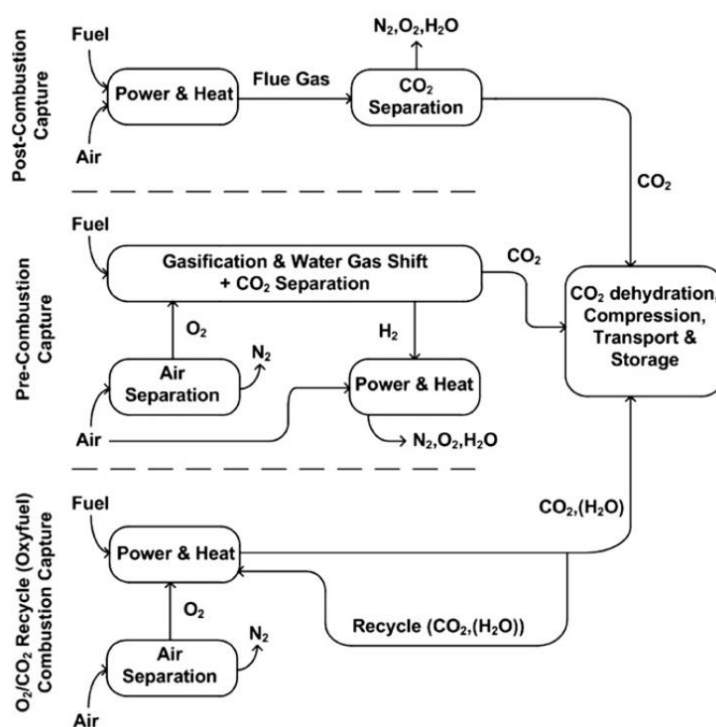 Post-Combustion
Capture
Fuel
Air
Power & Heat
Flue Gas
N₂,O₂,H₂O
CO₂
Separation
CO₂
Pre-Combustion
Capture
Fuel
Gasification & Water Gas Shift
+ CO₂ Separation
CO₂
O₂
H₂
N₂
Air
Separation
Power & Heat
Air
N₂,O₂,H₂O
CO₂ dehydration,
Compression,
Transport &
Storage
O₂/CO₂ Recycle (Oxyfuel)
Combustion Capture
Fuel
Power & Heat
CO₂,(H₂O)
O₂
Recycle (CO₂,(H₂O))
N₂
Air
Separation
Air